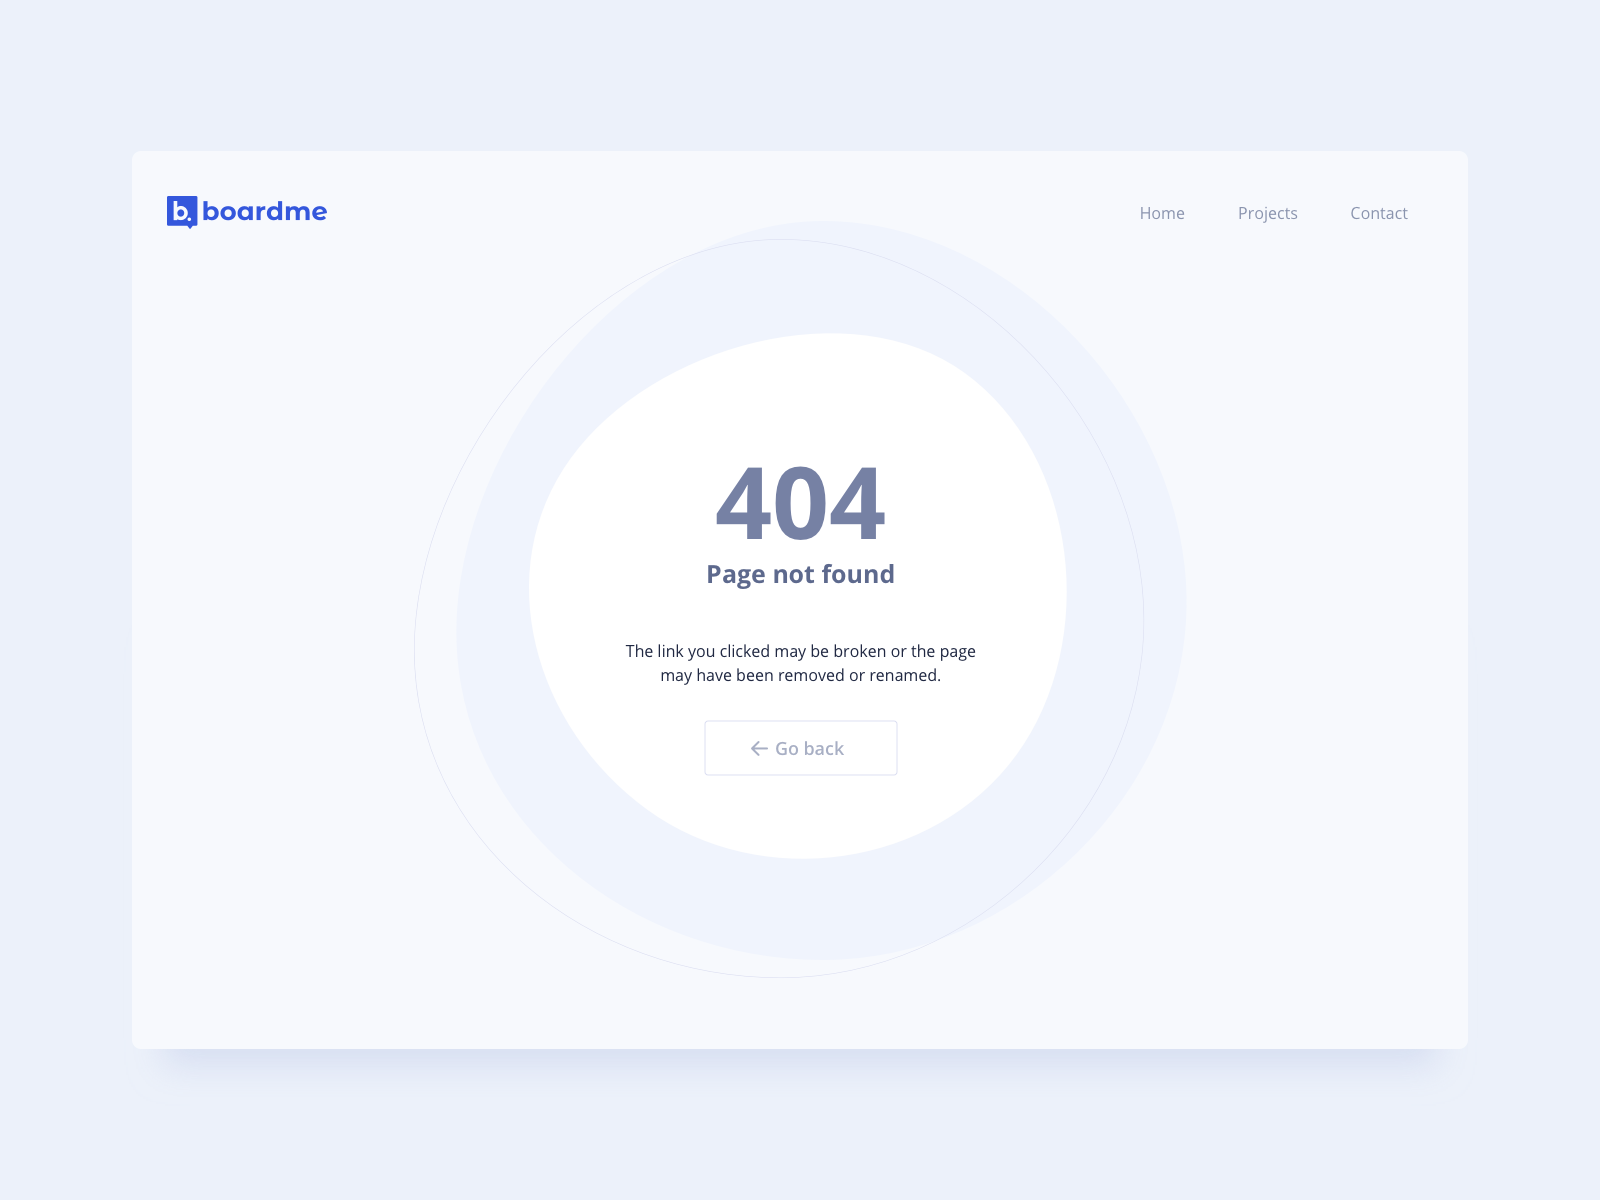 b. boardme
Home Projects Contact
404
Page not found
The link you clicked may be broken or the page
may have been removed or renamed.
← Go back